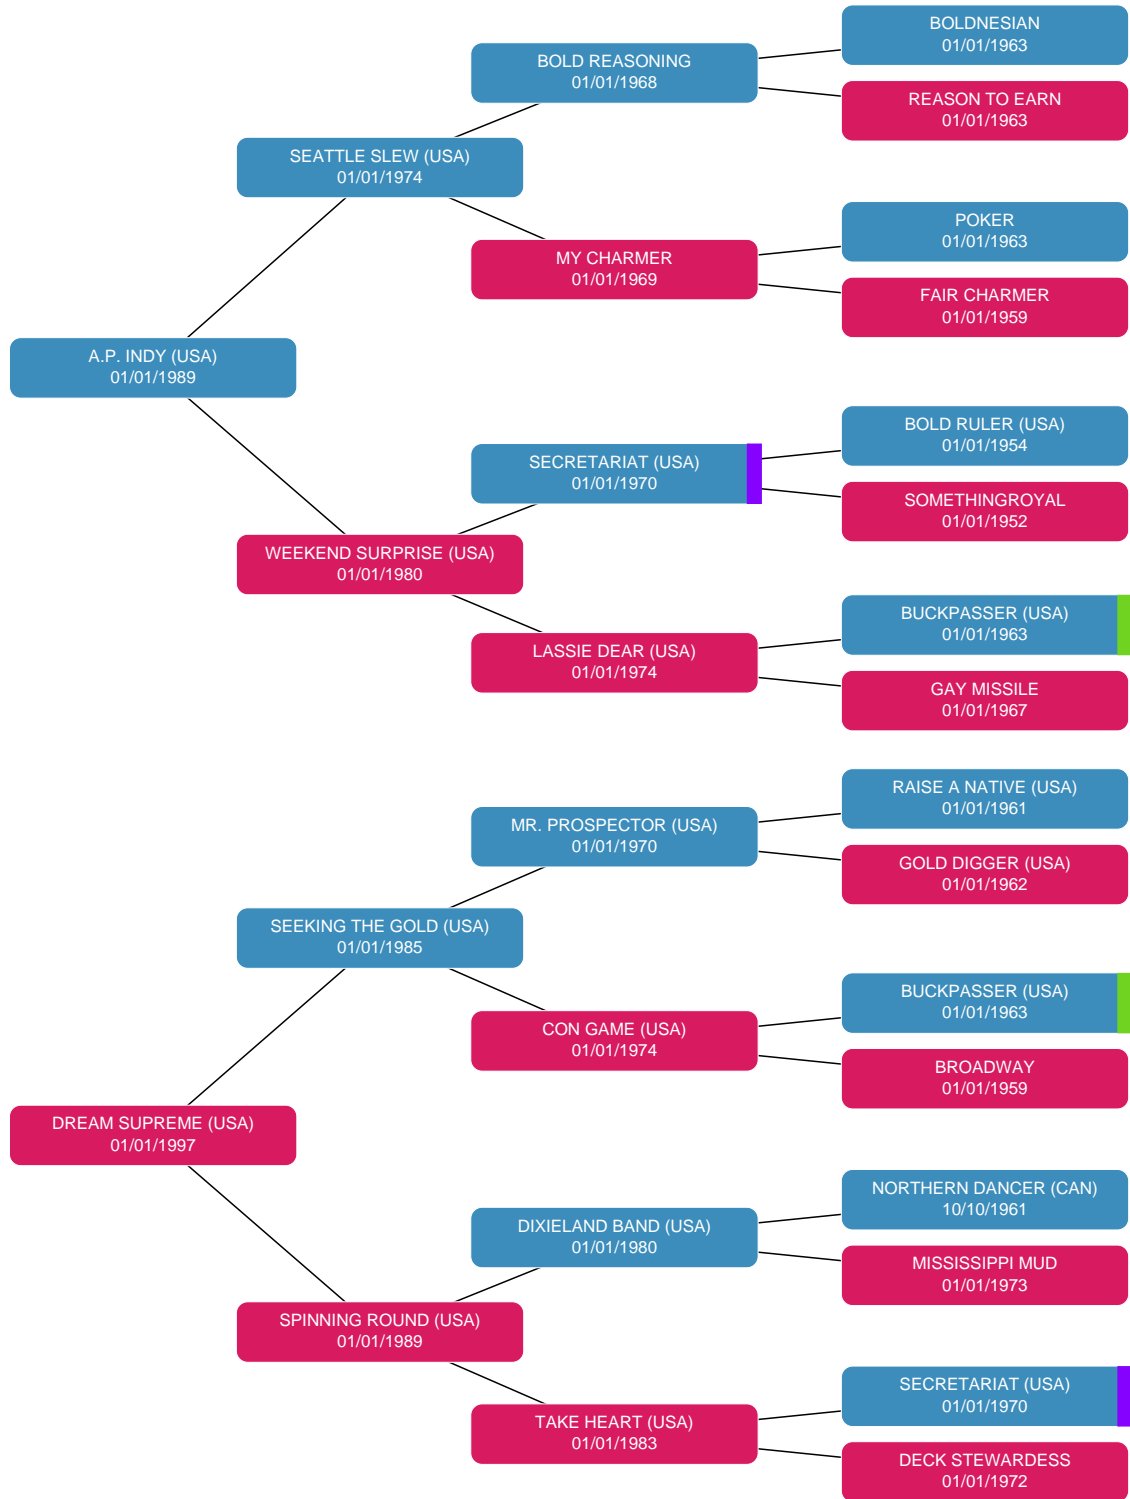 BOLDNESIAN
01/01/1963
BOLD REASONING
01/01/1968
REASON TO EARN
01/01/1963
SEATTLE SLEW (USA)
01/01/1974
POKER
01/01/1963
MY CHARMER
01/01/1969
FAIR CHARMER
01/01/1959
A.P. INDY (USA)
01/01/1989
BOLD RULER (USA)
01/01/1954
SECRETARIAT (USA)
01/01/1970
SOMETHINGROYAL
01/01/1952
WEEKEND SURPRISE (USA)
01/01/1980
BUCKPASSER (USA)
01/01/1963
LASSIE DEAR (USA)
01/01/1974
GAY MISSILE
01/01/1967
RAISE A NATIVE (USA)
01/01/1961
MR. PROSPECTOR (USA)
01/01/1970
GOLD DIGGER (USA)
01/01/1962
SEEKING THE GOLD (USA)
01/01/1985
BUCKPASSER (USA)
01/01/1963
CON GAME (USA)
01/01/1974
BROADWAY
01/01/1959
DREAM SUPREME (USA)
01/01/1997
NORTHERN DANCER (CAN)
10/10/1961
DIXIELAND BAND (USA)
01/01/1980
MISSISSIPPI MUD
01/01/1973
SPINNING ROUND (USA)
01/01/1989
SECRETARIAT (USA)
01/01/1970
TAKE HEART (USA)
01/01/1983
DECK STEWARDESS
01/01/1972